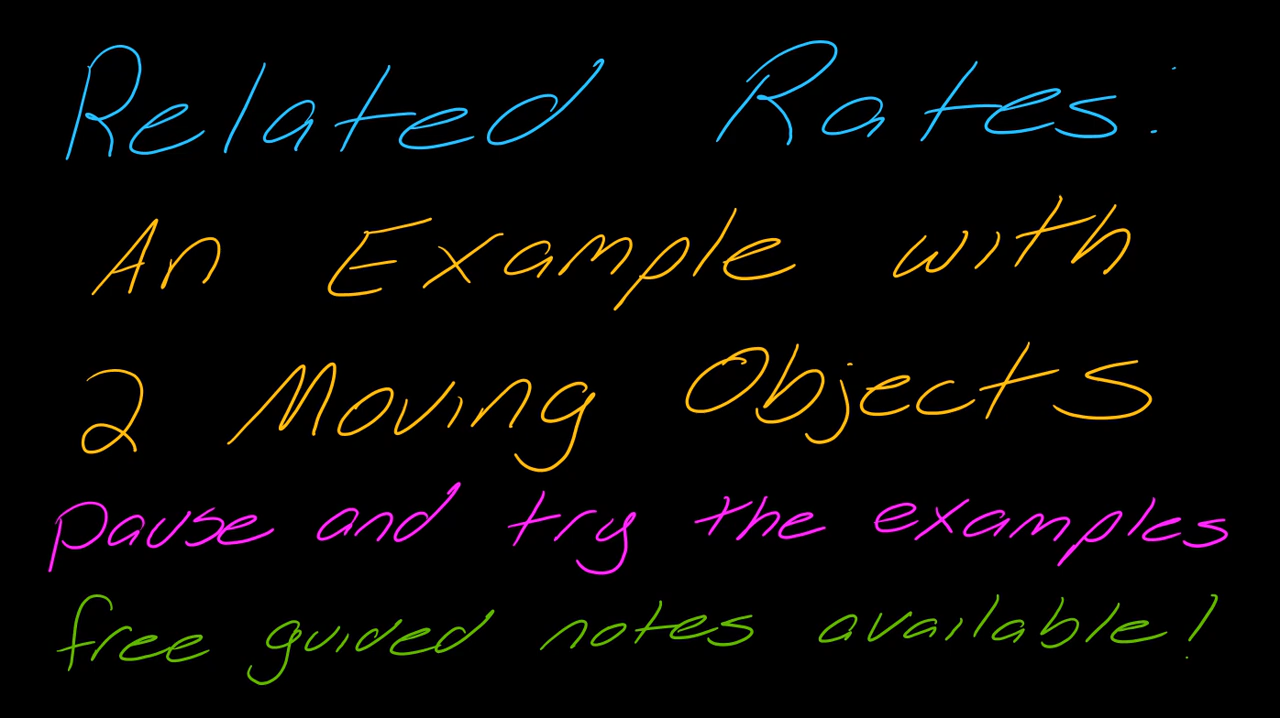 Related Rates:
An Example with
2 Moving Objects
pause and try the examples
free guided notes available!